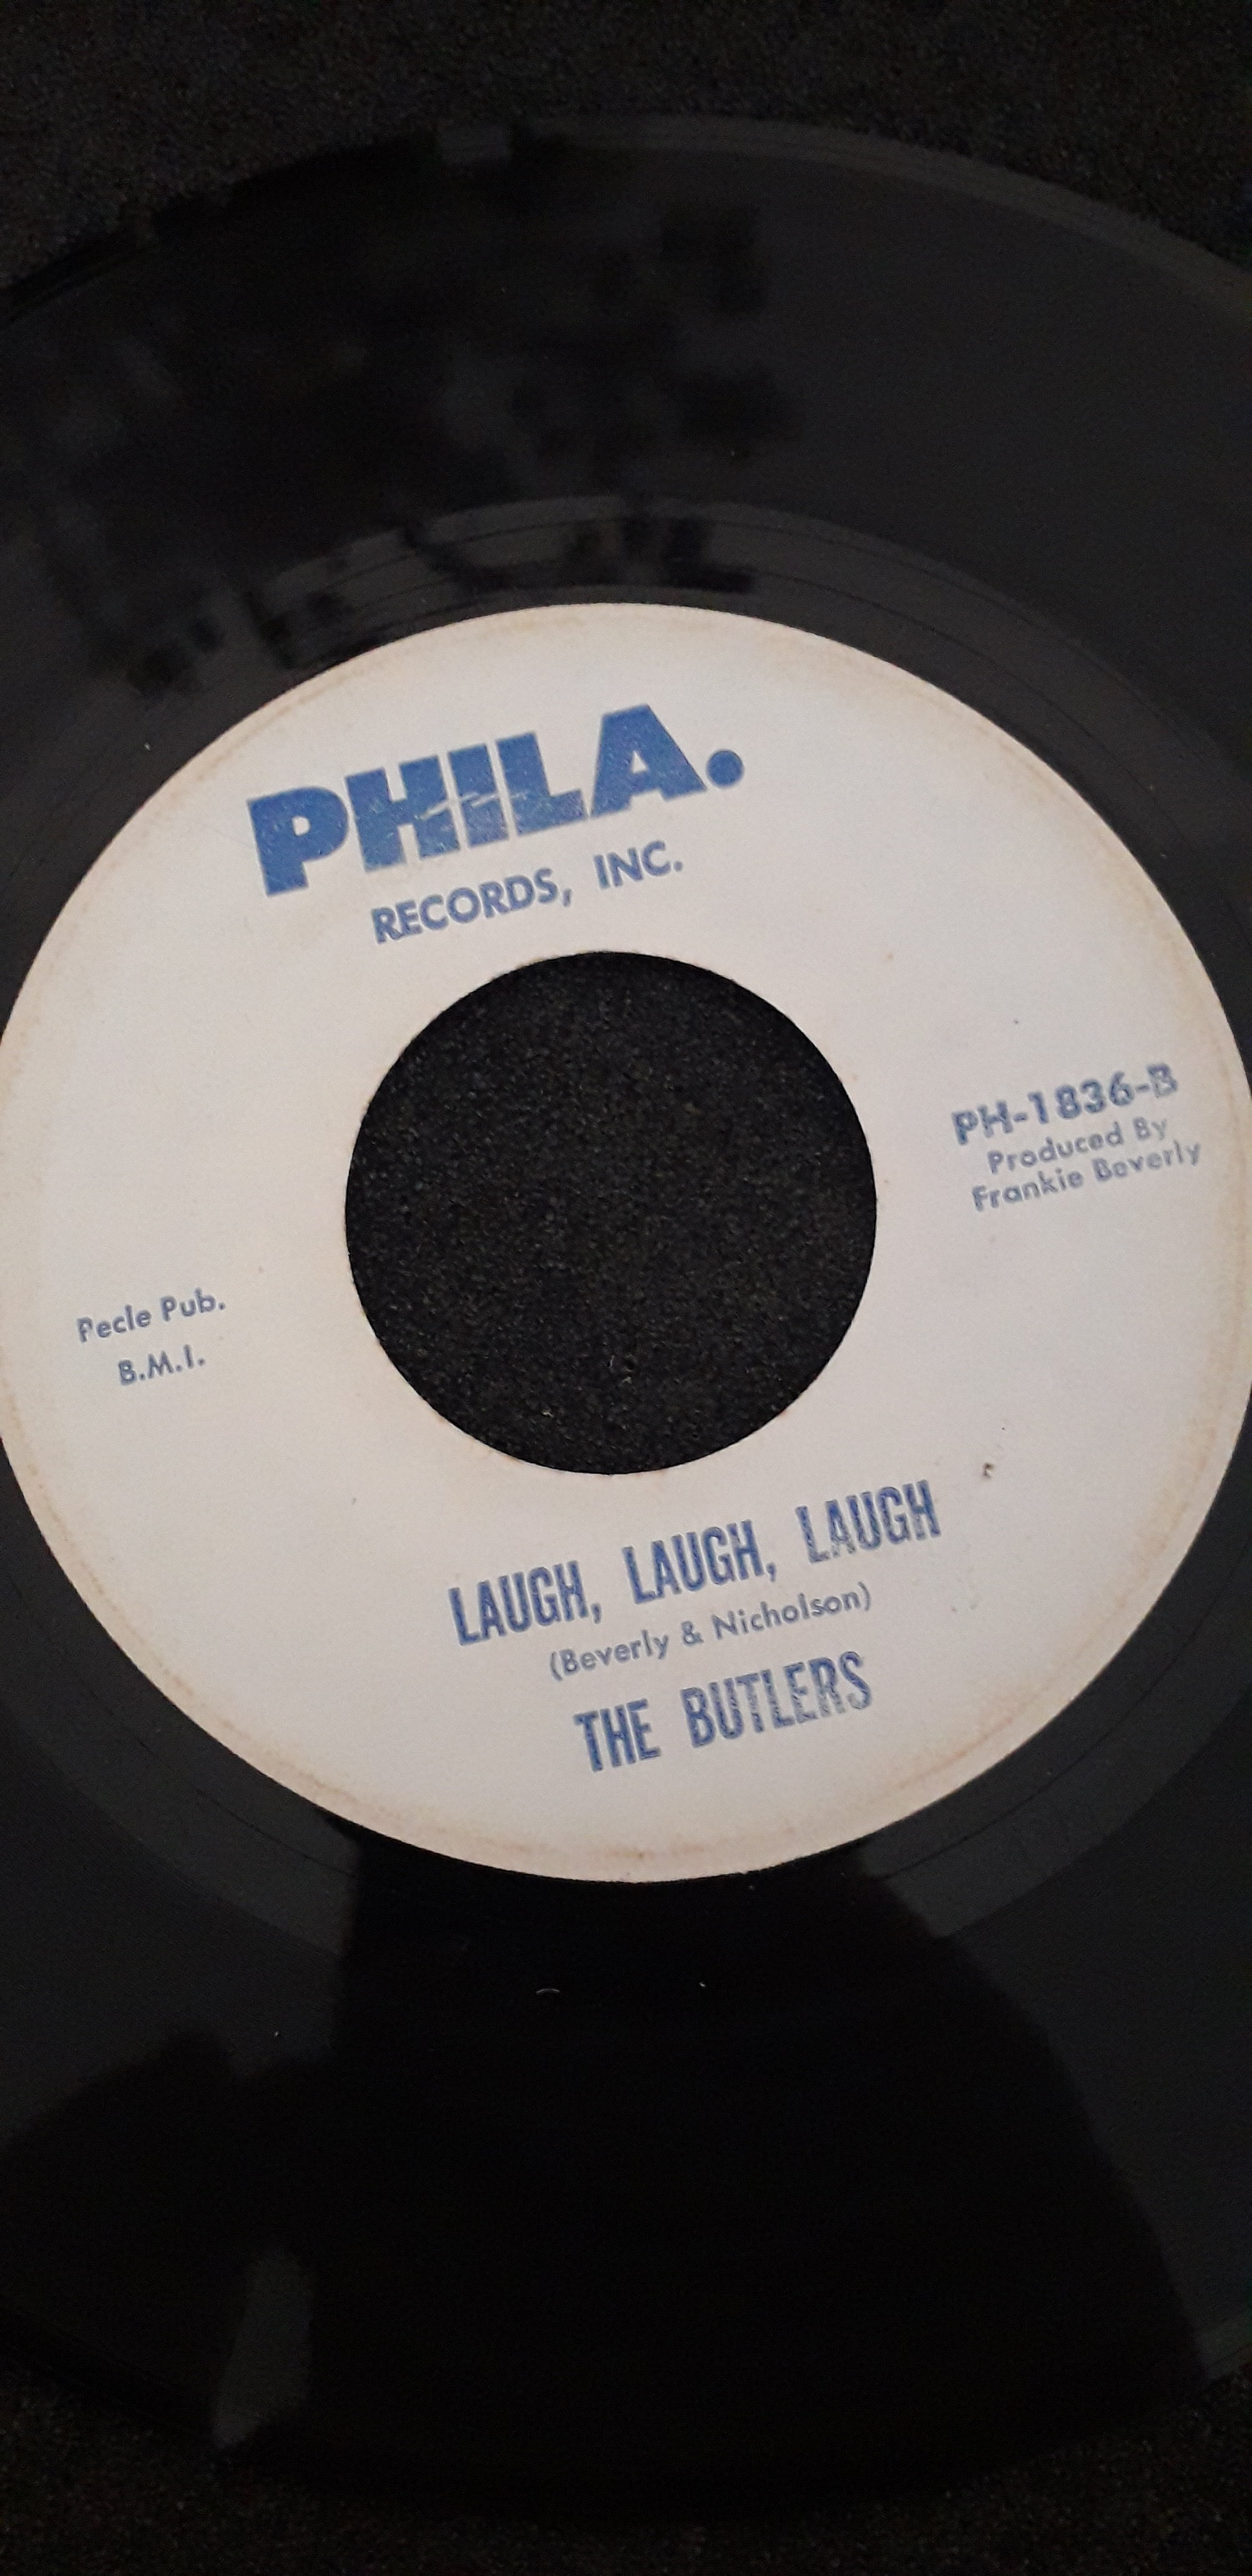 PHILA.
RECORDS, INC.
PH-1836-B
Produced By
Frankie Beverly
Pecle Pub.
B.M.I.
LAUGH, LAUGH, LAUGH
(Beverly & Nicholson)
THE BUTLERS